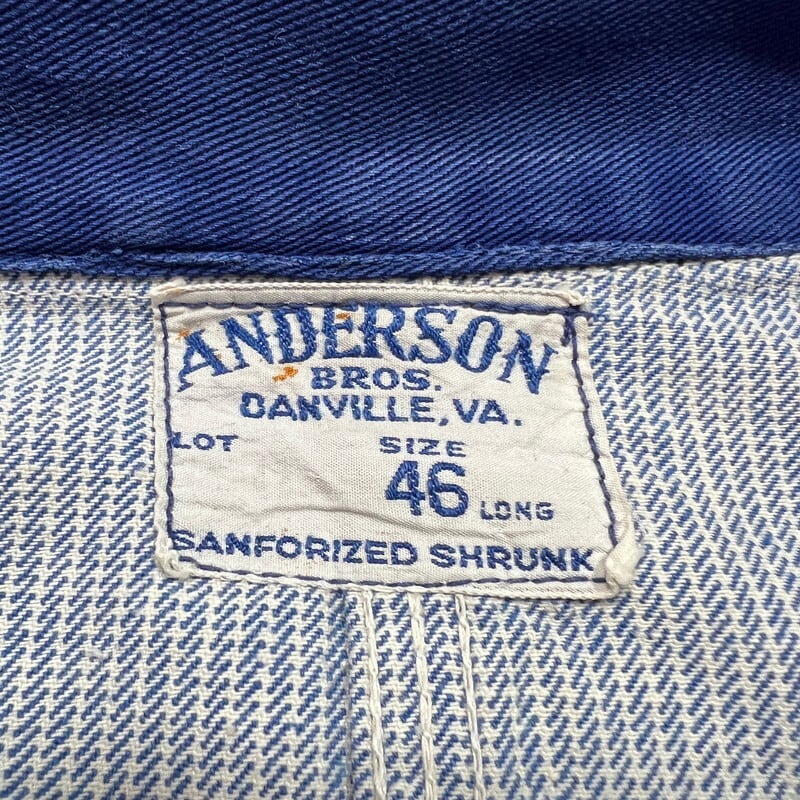 ANDERSON
BROS.
DANVILLE, VA.
LOT SIZE
46 LONG
SANFORIZED SHRUNK